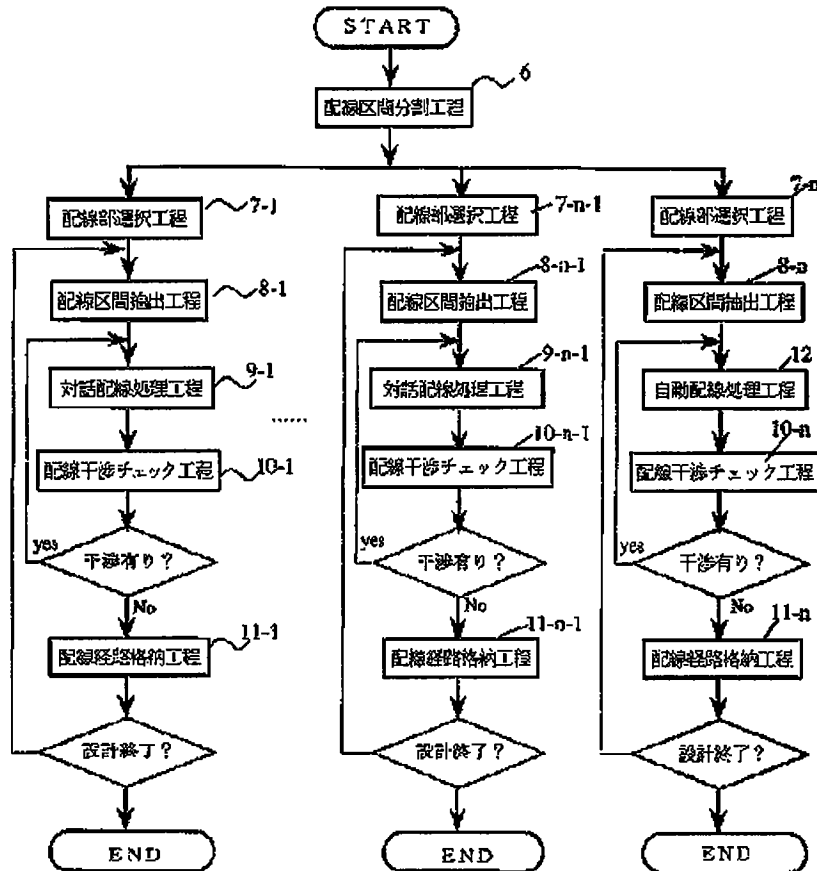 START
6
配線区間分割工程
配線部選択工程
7-1
配線区間抽出工程
8-1
対話配線処理工程
9-1
配線干渉チェック工程
10-1
干渉有り？
yes
No
配線経路格納工程
11-1
設計終了？
END
......
配線部選択工程
7-n-1
配線区間抽出工程
8-n-1
対話配線処理工程
9-n-1
配線干渉チェック工程
10-n-1
干渉有り？
yes
No
配線経路格納工程
11-n-1
設計終了？
END
配線部選択工程
7-n
配線区間抽出工程
8-n
自動配線処理工程
12
配線干渉チェック工程
10-n
干渉有り？
yes
No
配線経路格納工程
11-n
設計終了？
END